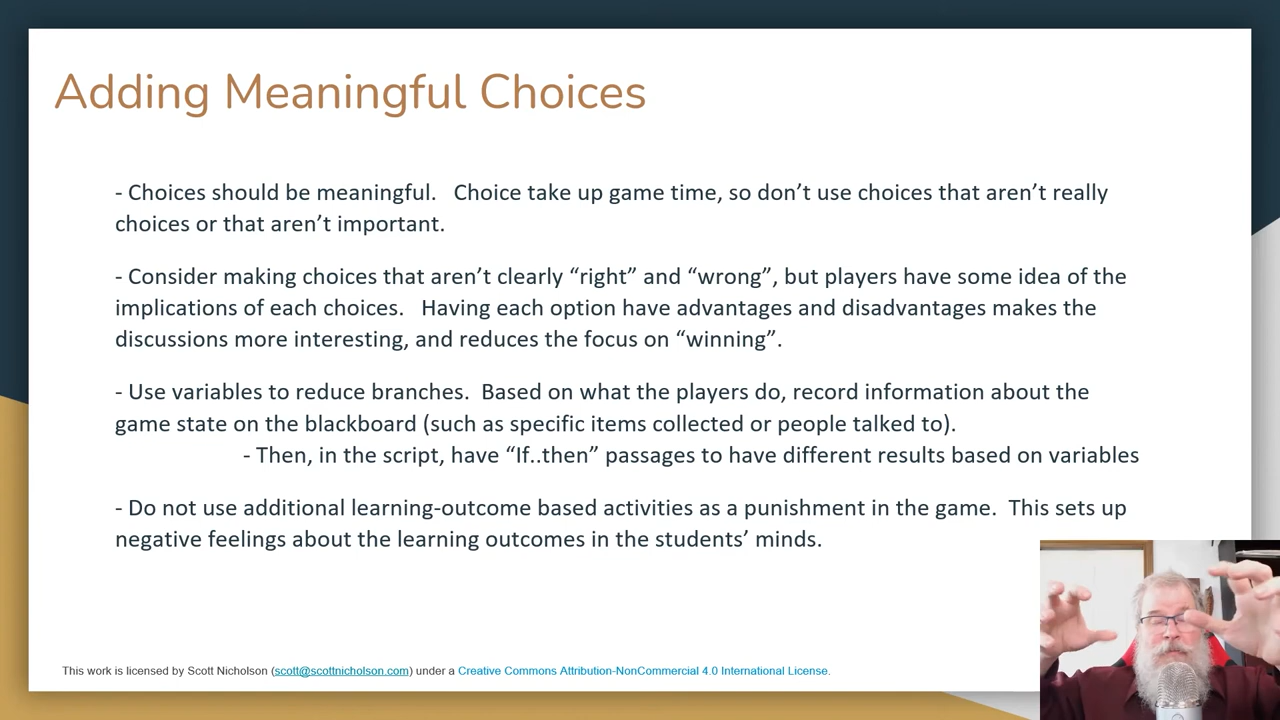 Adding Meaningful Choices
- Choices should be meaningful.   Choice take up game time, so don’t use choices that aren’t really
choices or that aren’t important.
- Consider making choices that aren’t clearly “right” and “wrong”, but players have some idea of the
implications of each choices.   Having each option have advantages and disadvantages makes the
discussions more interesting, and reduces the focus on “winning”.
- Use variables to reduce branches.  Based on what the players do, record information about the
game state on the blackboard (such as specific items collected or people talked to).
- Then, in the script, have “If..then” passages to have different results based on variables
- Do not use additional learning-outcome based activities as a punishment in the game.  This sets up
negative feelings about the learning outcomes in the students’ minds.
This work is licensed by Scott Nicholson (scott@scottnicholson.com) under a Creative Commons Attribution-NonCommercial 4.0 International License.